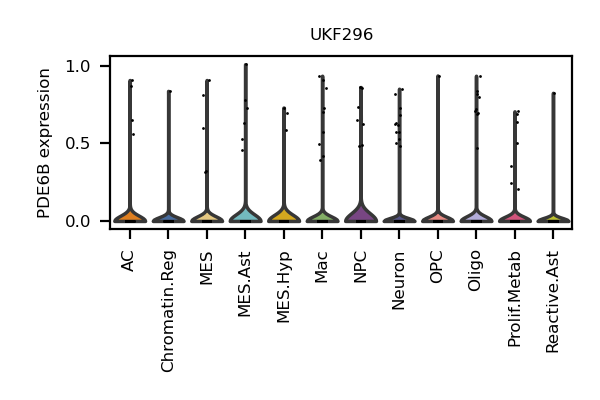 UKF296
PDE6B expression
1.0
0.5
0.0
AC
Chromatin.Reg
MES
MES.Ast
MES.Hyp
Mac
NPC
Neuron
OPC
Oligo
Prolif.Metab
Reactive.Ast